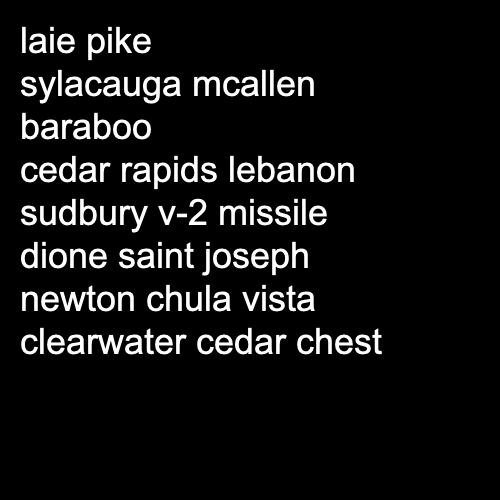 laie pike
sylacauga mcallen
baraboo
cedar rapids lebanon
sudbury v-2 missile
dione saint joseph
newton chula vista
clearwater cedar chest